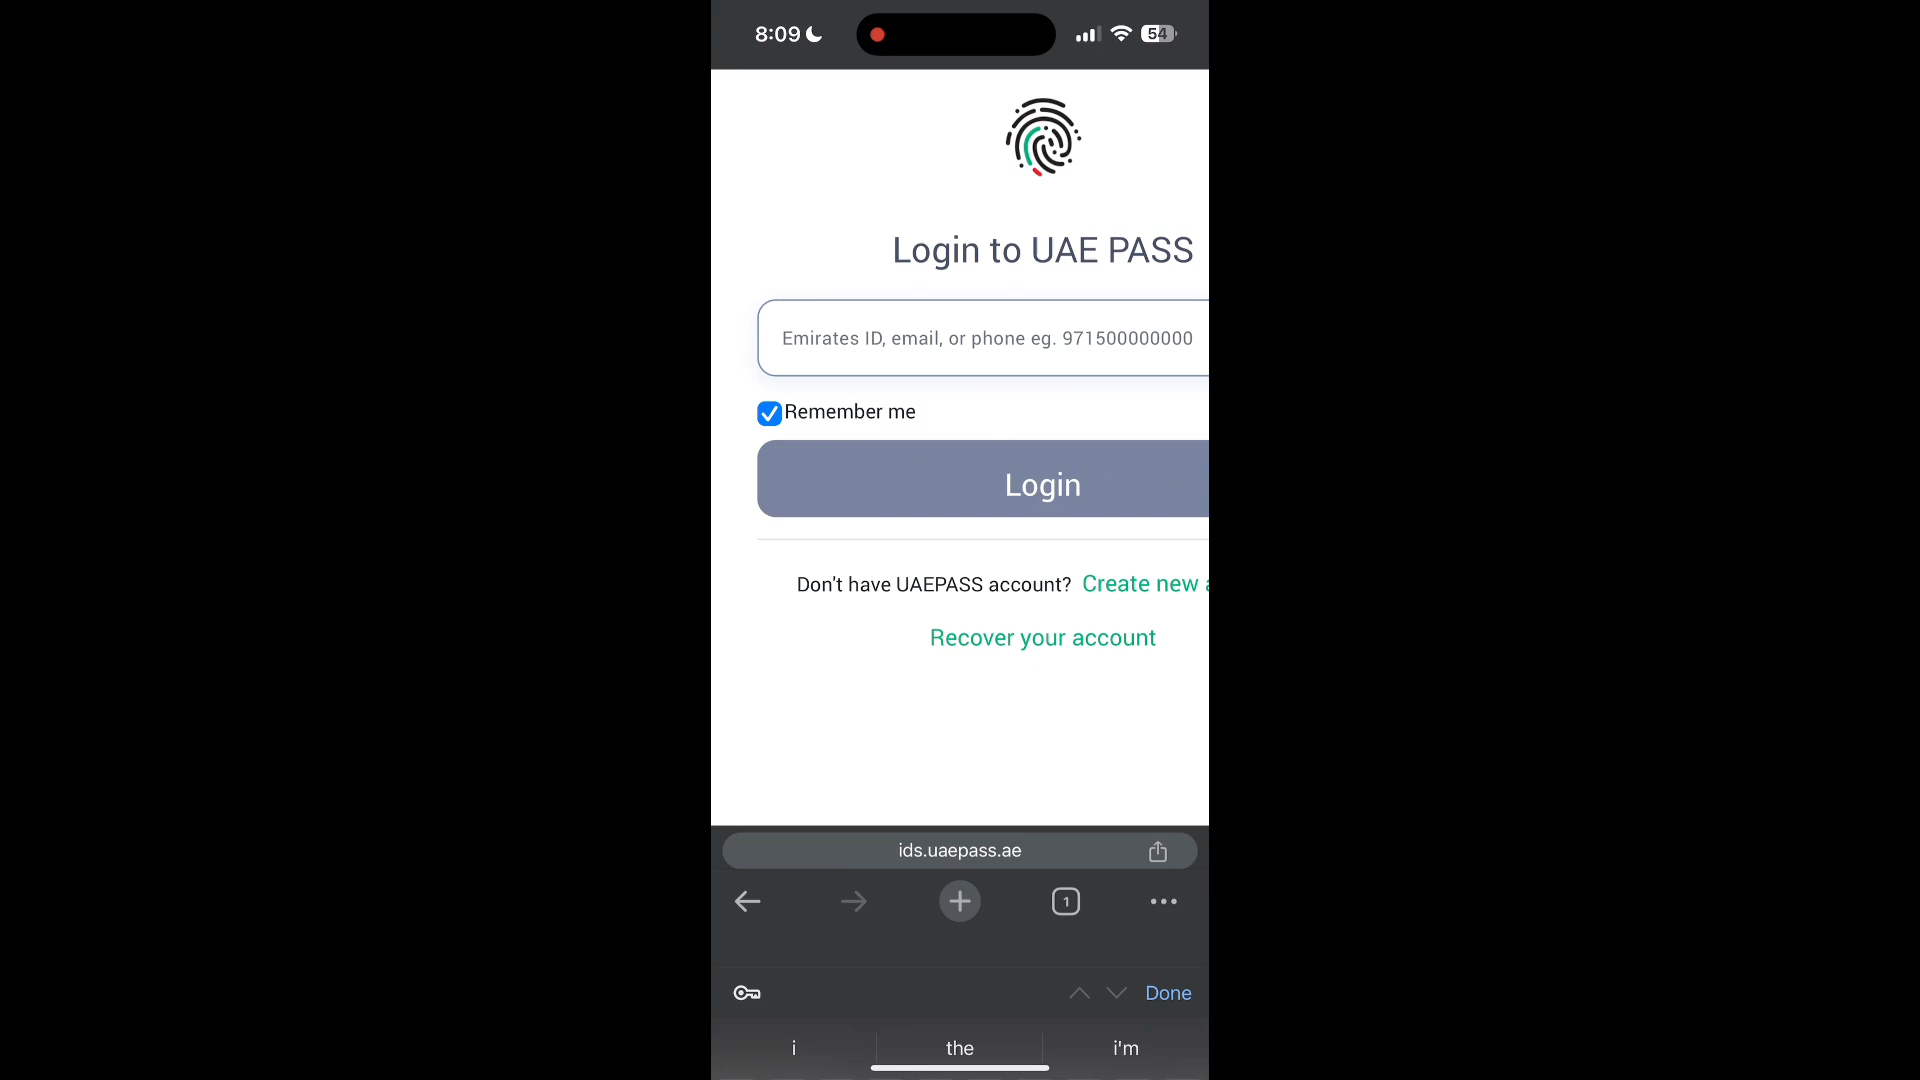 8:09
54
Login to UAE PASS
Emirates ID, email, or phone eg. 971500000000
Remember me
Login
Don't have UAEPASS account? Create new a
Recover your account
ids.uaepass.ae
1
Done
i the i'm